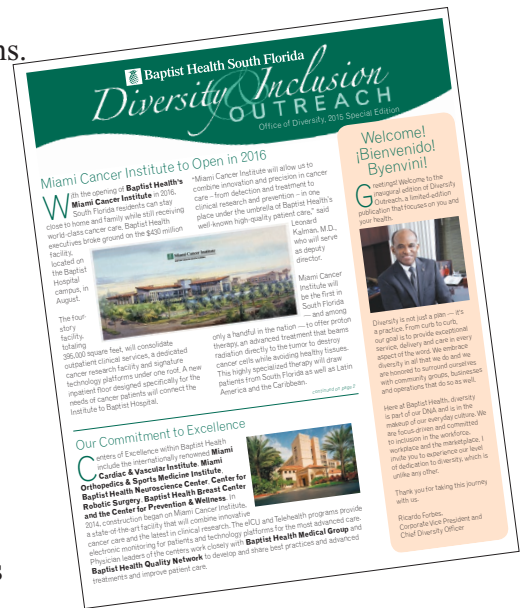 ns.
Baptist Health South Florida
Diversity & Inclusion
OUTREACH
Office of Diversity, 2015 Special Edition
Miami Cancer Institute to Open in 2016
With the opening of Baptist Health's
Miami Cancer Institute in 2016,
South Florida residents can stay
close to home and family while still receiving
world-class cancer care. Baptist Health
executives broke ground on the $430 million
facility,
located on
the Baptist
Hospital
campus, in
August.
The four-
story
facility,
totaling
395,000 square feet, will consolidate
outpatient clinical services, a dedicated
cancer research facility and signature
technology platforms under one roof. A new
inpatient floor designed specifically for the
needs of cancer patients will connect the
Institute to Baptist Hospital.
"Miami Cancer Institute will allow us to
combine innovation and precision in cancer
care – from detection and treatment to
clinical research and prevention – in one
place under the umbrella of Baptist Health's
well-known high-quality patient care," said
Leonard
Kalman, M.D.,
who will serve
as deputy
director.
Miami Cancer
Institute will
be the first in
South Florida
— and among
only a handful in the nation — to offer proton
therapy, an advanced treatment that beams
radiation directly to the tumor to destroy
cancer cells while avoiding healthy tissues.
This highly specialized therapy will draw
patients from South Florida as well as Latin
America and the Caribbean.
continued on page 2
Miami Cancer Institute
Our Commitment to Excellence
Centers of Excellence within Baptist Health
include the internationally renowned Miami
Cardiac & Vascular Institute, Miami
Orthopedics & Sports Medicine Institute,
Baptist Health Neuroscience Center, Center for
Robotic Surgery, Baptist Health Breast Center
and the Center for Prevention & Wellness. In
2014, construction began on Miami Cancer Institute,
a state-of-the-art facility that will combine innovative
cancer care and the latest in clinical research. The eICU and Telehealth programs provide
electronic monitoring for patients and technology platforms for the most advanced care.
Physician leaders of the centers work closely with Baptist Health Medical Group and
Baptist Health Quality Network to develop and share best practices and advanced
treatments and improve patient care.
Welcome!
¡Bienvenido!
Byenvini!
Greetings! Welcome to the
inaugural edition of Diversity
Outreach, a limited-edition
publication that focuses on you and
your health.
Diversity is not just a plan — it's
a practice. From curb to curb,
our goal is to provide exceptional
service, delivery and care in every
aspect of the word. We embrace
diversity in all that we do and we
are honored to surround ourselves
with community groups, businesses
and operations that do so as well.
Here at Baptist Health, diversity
is part of our DNA and is in the
makeup of our everyday culture. We
are focus-driven and committed
to inclusion in the workforce,
workplace and the marketplace. I
invite you to experience our level
of dedication to diversity, which is
unlike any other.
Thank you for taking this journey
with us.
Ricardo Forbes,
Corporate Vice President and
Chief Diversity Officer
s